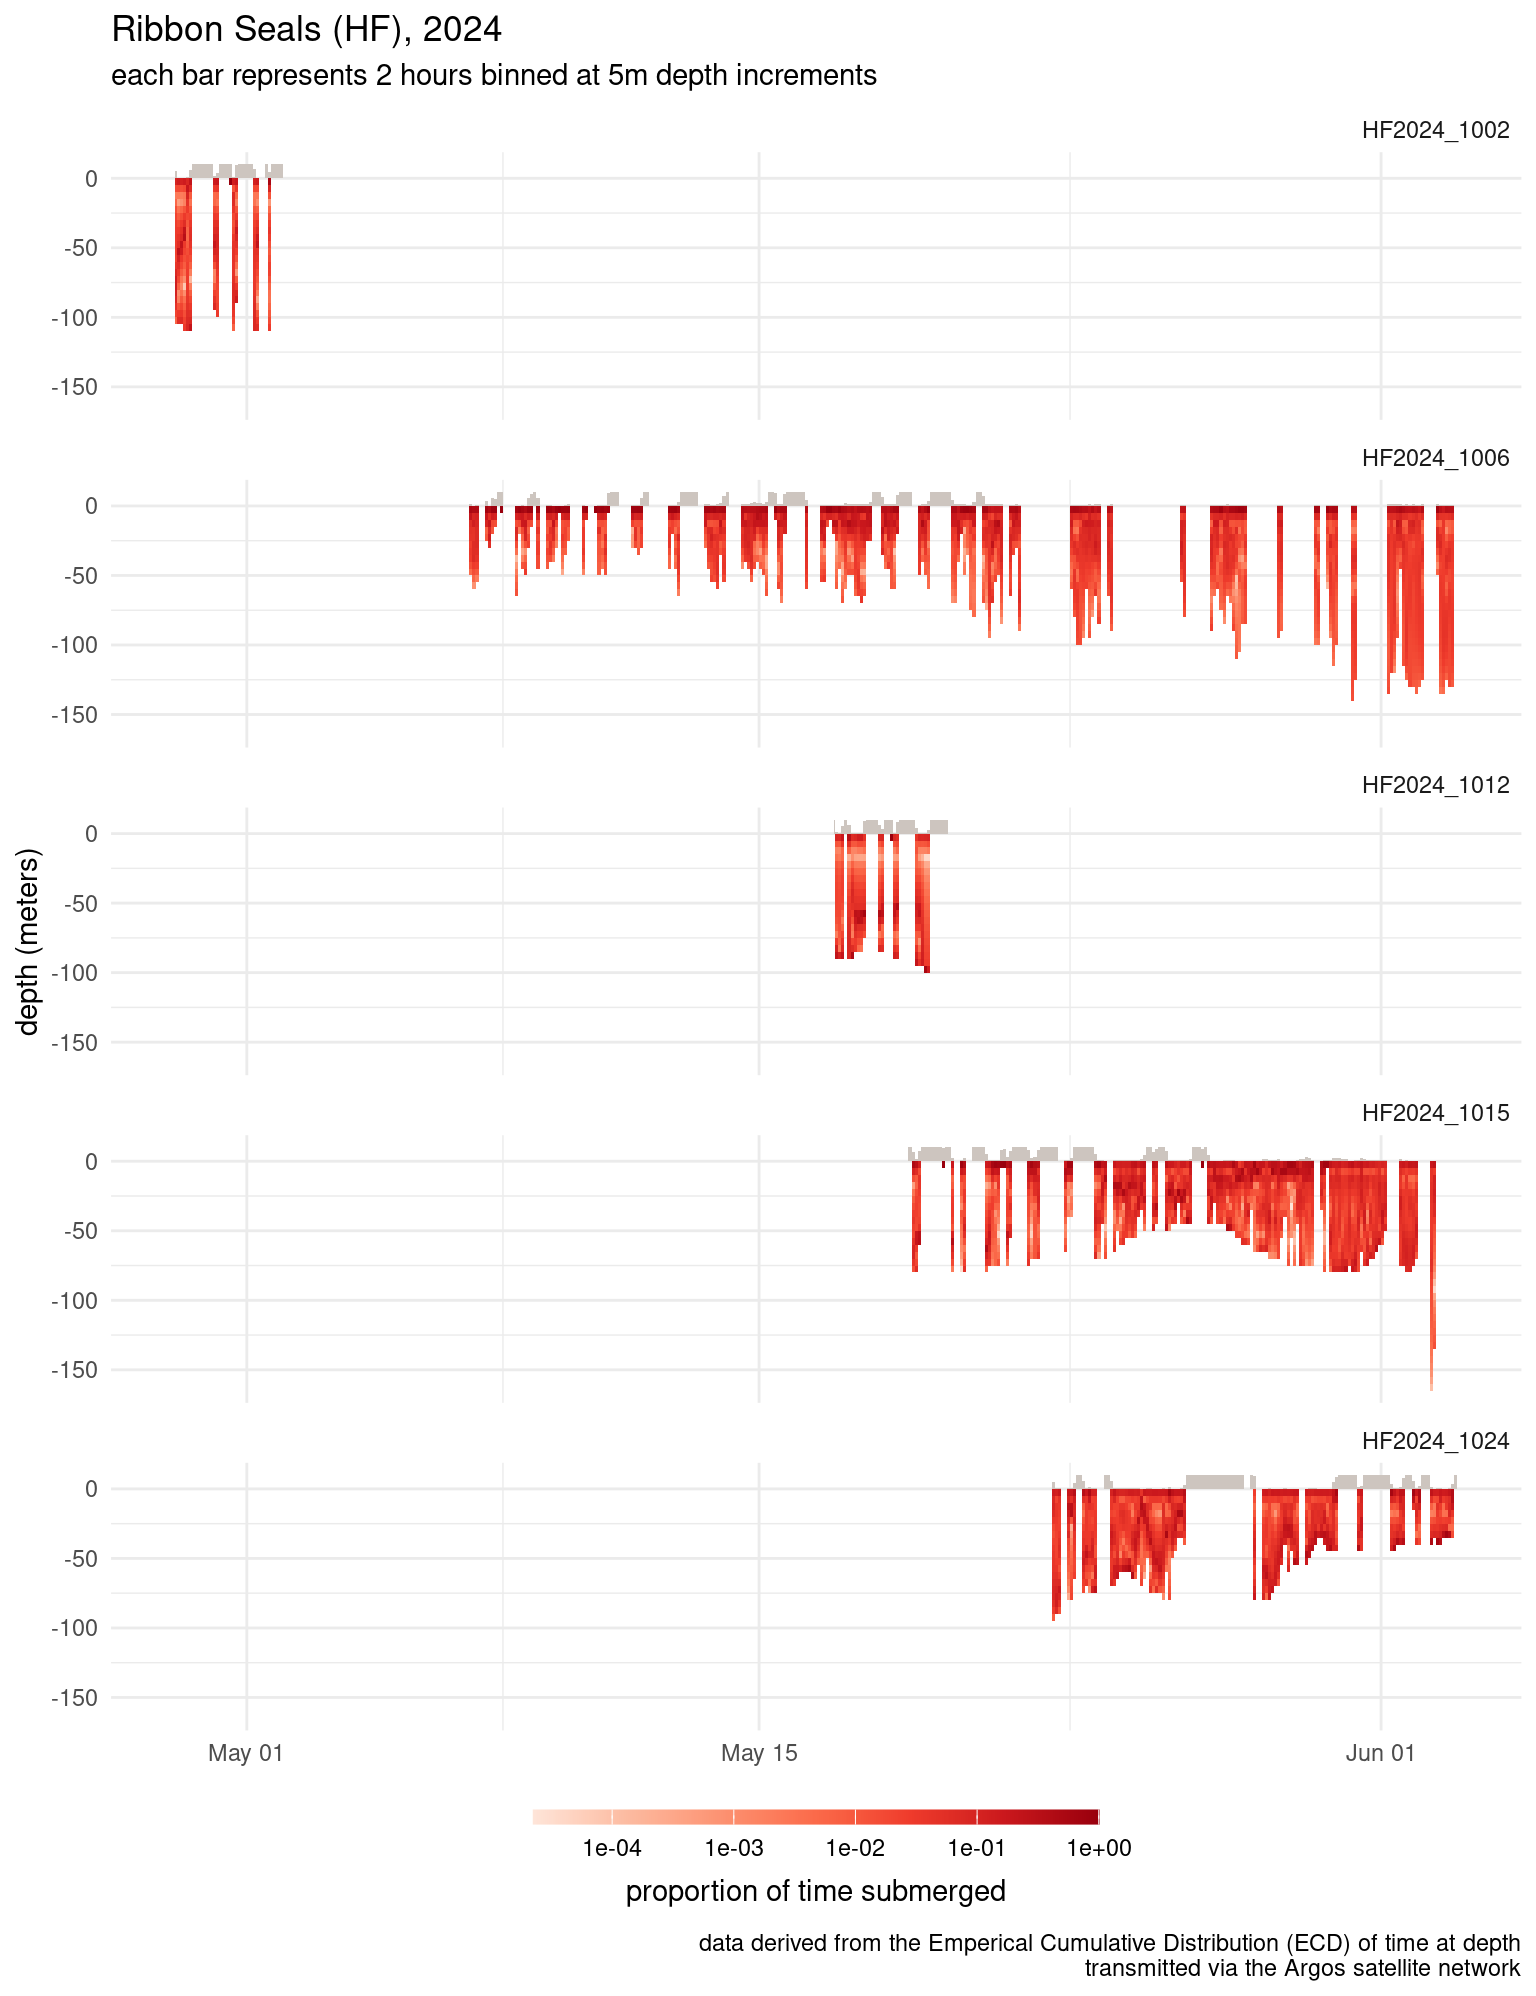 Ribbon Seals (HF), 2024
each bar represents 2 hours binned at 5m depth increments
HF2024_1002
0
-50
-100
-150
HF2024_1006
0
-50
-100
-150
HF2024_1012
0
-50
-100
-150
depth (meters)
HF2024_1015
0
-50
-100
-150
HF2024_1024
0
-50
-100
-150
May 01 May 15 Jun 01
1e-04 1e-03 1e-02 1e-01 1e+00
proportion of time submerged
data derived from the Emperical Cumulative Distribution (ECD) of time at depth
transmitted via the Argos satellite network